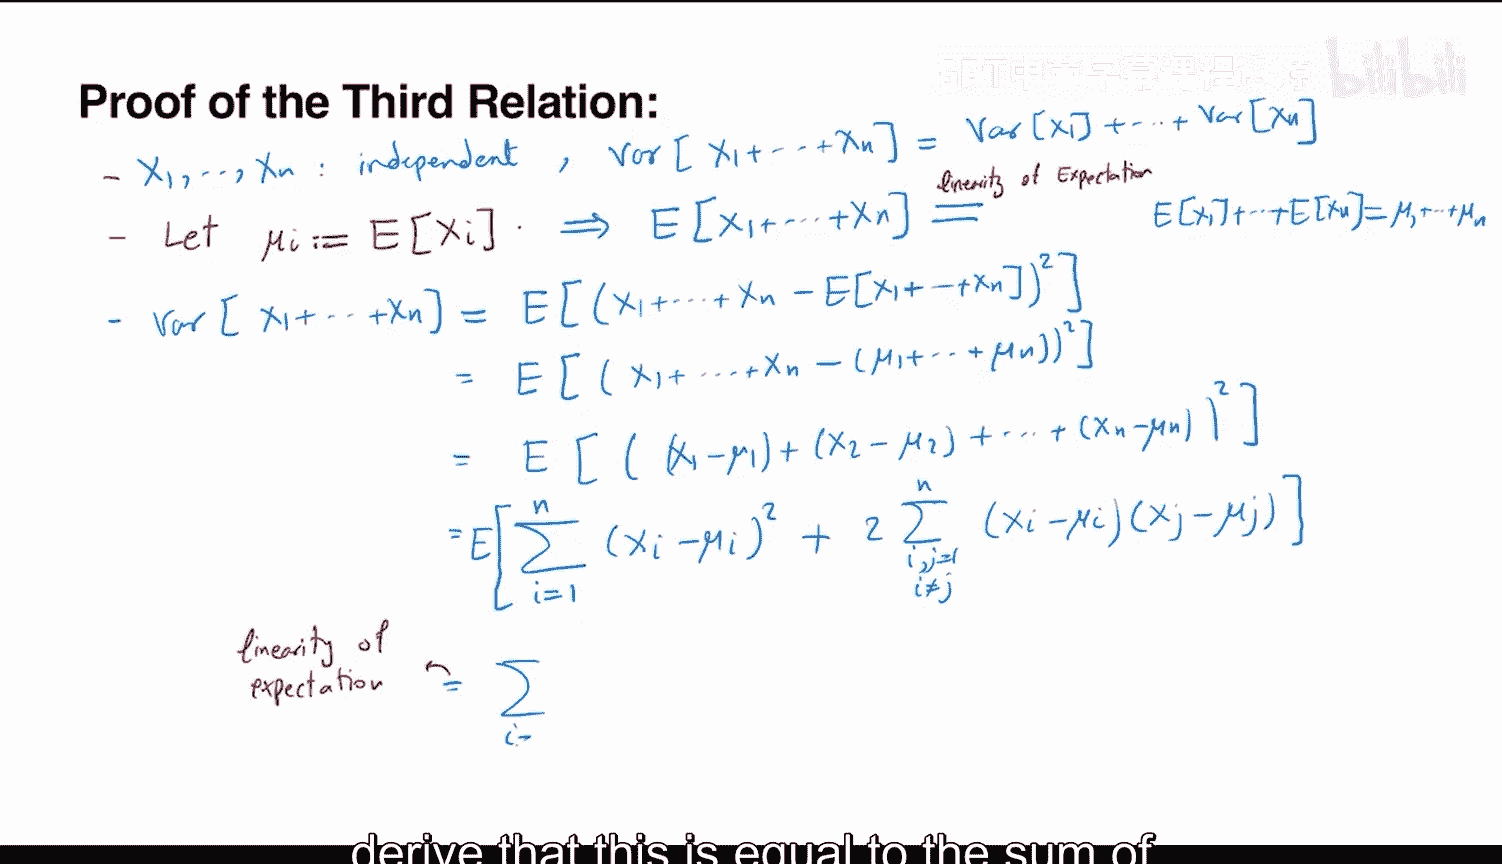 bilibili
Proof of the Third Relation:
- X₁, ..., Xn : independent , Var [ X₁ + ... + Xn ] = Var [X₁] + ... + Var [Xn]
- Let μi := E[Xi] . ⇒ E [X₁ + ... + Xn] = linearity of Expectation E[X₁] + ... + E[Xn] = μ₁ + ... + μn
- Var [ X₁ + ... + Xn ] = E [ (X₁ + ... + Xn - E[X₁ + - + Xn])² ]
= E [ ( X₁ + ... + Xn - (μ₁ + ... + μn))² ]
= E [ ( (X₁ - μ₁) + (X₂ - μ₂) + ... + (Xn - μn) )² ]
= E[ ∑ⁿ i=1 (Xi - μi)² + 2 ∑ⁿ i,j=1 i≠j (Xi - μi)(Xj - μj) ]
linearity of
expectation = ∑ i-
derive that this is equal to the sum of